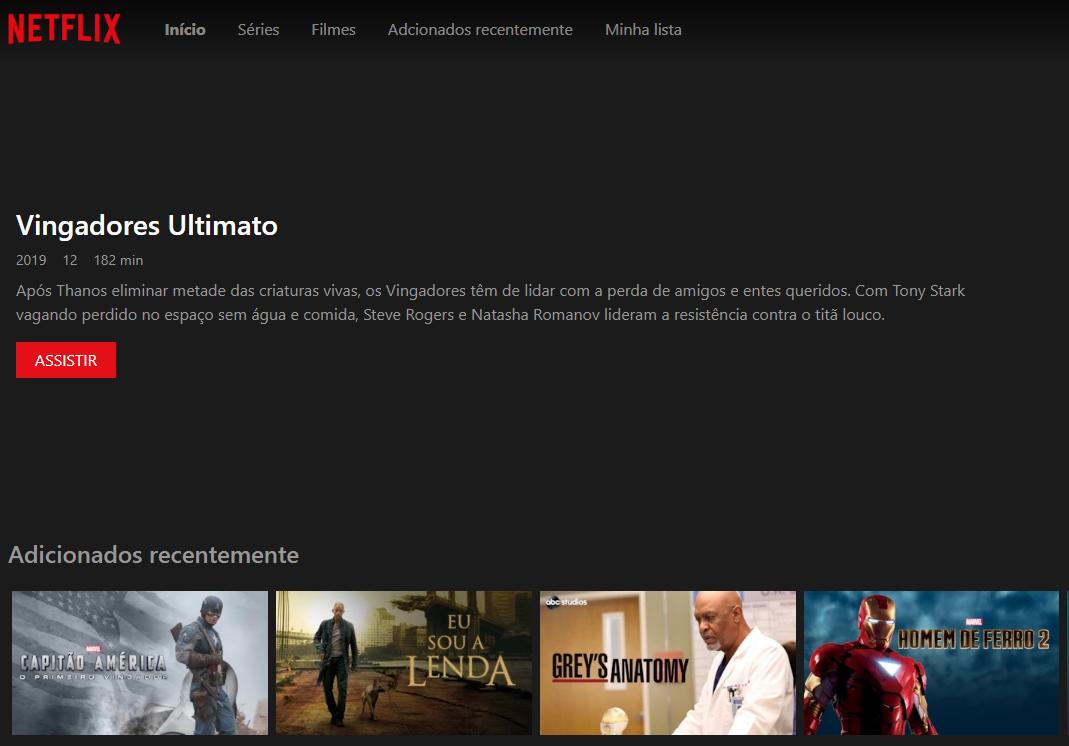 NETFLIX
Início Séries Filmes Adcionados recentemente Minha lista
Vingadores Ultimato
2019 12 182 min
Após Thanos eliminar metade das criaturas vivas, os Vingadores têm de lidar com a perda de amigos e entes queridos. Com Tony Stark
vagando perdido no espaço sem água e comida, Steve Rogers e Natasha Romanov lideram a resistência contra o titã louco.
ASSISTIR
Adicionados recentemente
MARVEL
CAPITÃO AMÉRICA
O PRIMEIRO VINGADOR
EU
SOU A
LENDA
abc studios
GREY'S ANATOMY
MARVEL
HOMEM DE FERRO 2